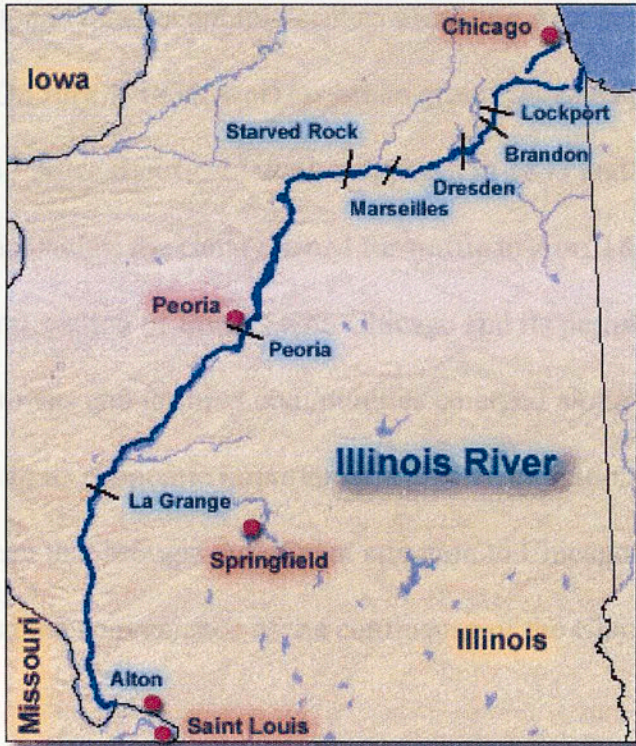 Chicago
Iowa
Lockport
Starved Rock
Brandon
Dresden
Marseilles
Peoria
Peoria
Illinois River
La Grange
Springfield
Illinois
Missouri
Alton
Saint Louis